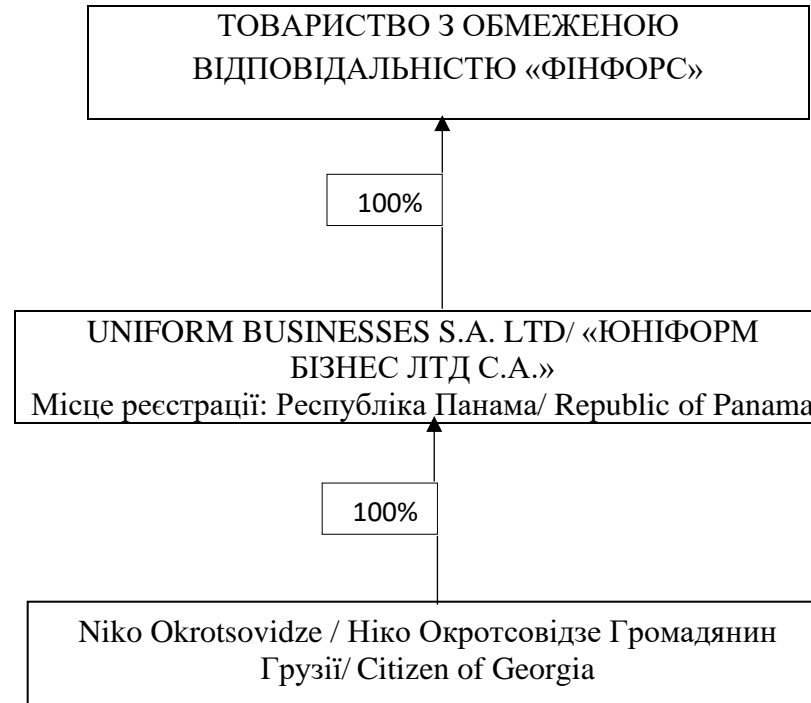 ТОВАРИСТВО З ОБМЕЖЕНОЮ
ВІДПОВІДАЛЬНІСТЮ «ФІНФОРС»
100%
UNIFORM BUSINESSES S.A. LTD/ «ЮНІФОРМ
БІЗНЕС ЛТД С.А.»
Місце реєстрації: Республіка Панама/ Republic of Panama
100%
Niko Okrotsovidze / Ніко Окротсовідзе Громадянин
Грузії/ Citizen of Georgia